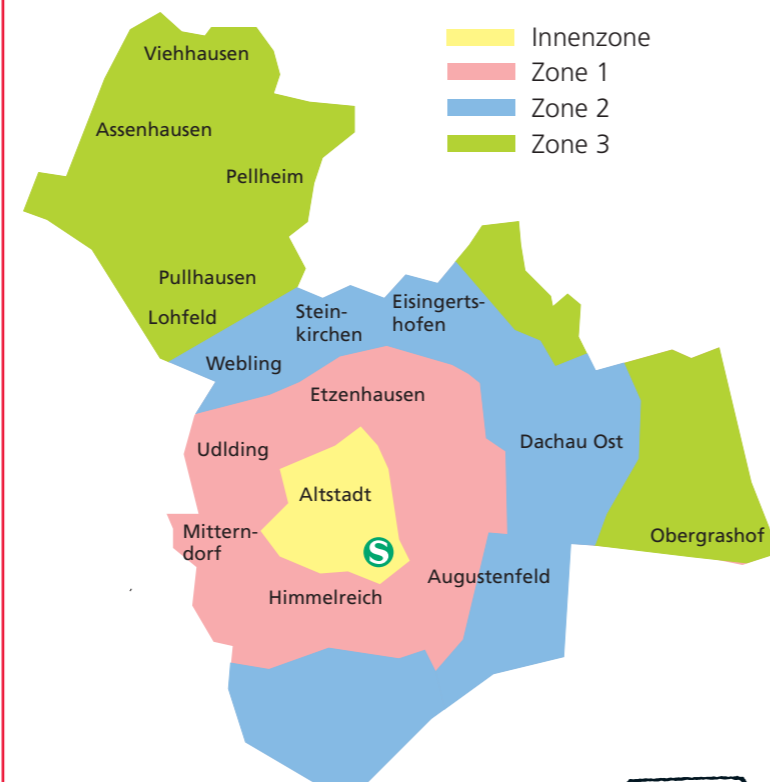 Viehhausen
Assenhausen
Pellheim
Pullhausen
Lohfeld
Innenzone
Zone 1
Zone 2
Zone 3
Stein-
kirchen
Eisingerts-
hofen
Webling
Etzenhausen
Udlding
Dachau Ost
Altstadt
Mittern-
dorf
S
Obergrashof
Augustenfeld
Himmelreich